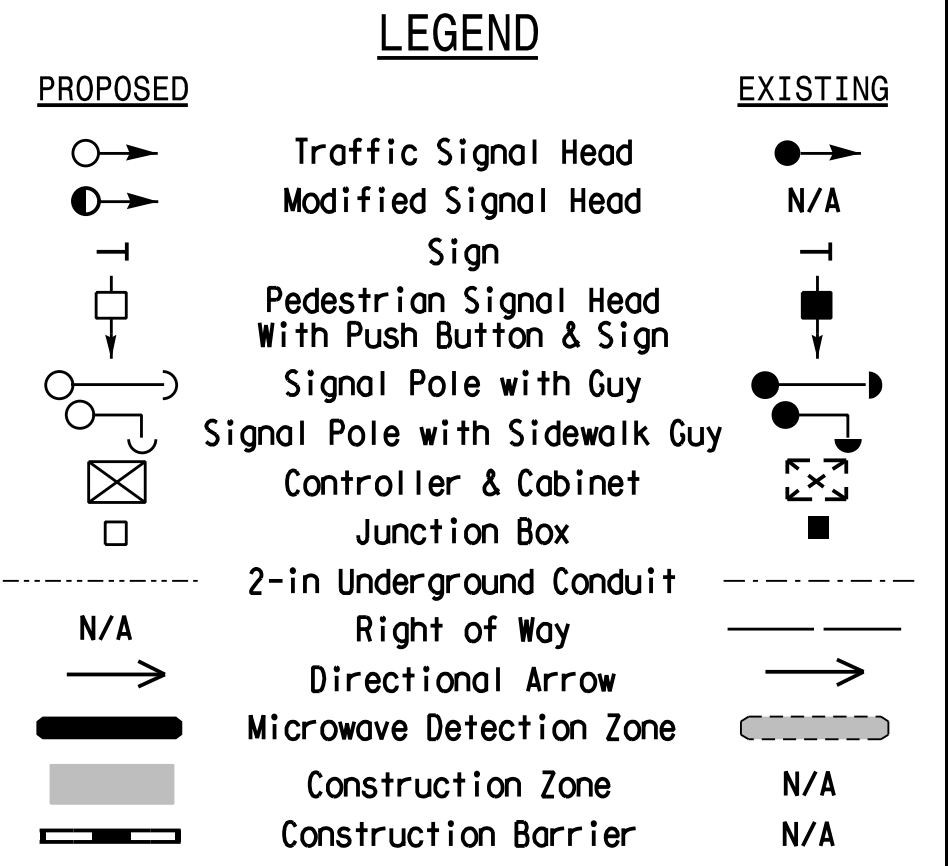 LEGEND
PROPOSED EXISTING
Traffic Signal Head
Modified Signal Head N/A
Sign
Pedestrian Signal Head
With Push Button & Sign
Signal Pole with Guy
Signal Pole with Sidewalk Guy
Controller & Cabinet
Junction Box
2-in Underground Conduit
N/A Right of Way
Directional Arrow
Microwave Detection Zone
Construction Zone N/A
Construction Barrier N/A